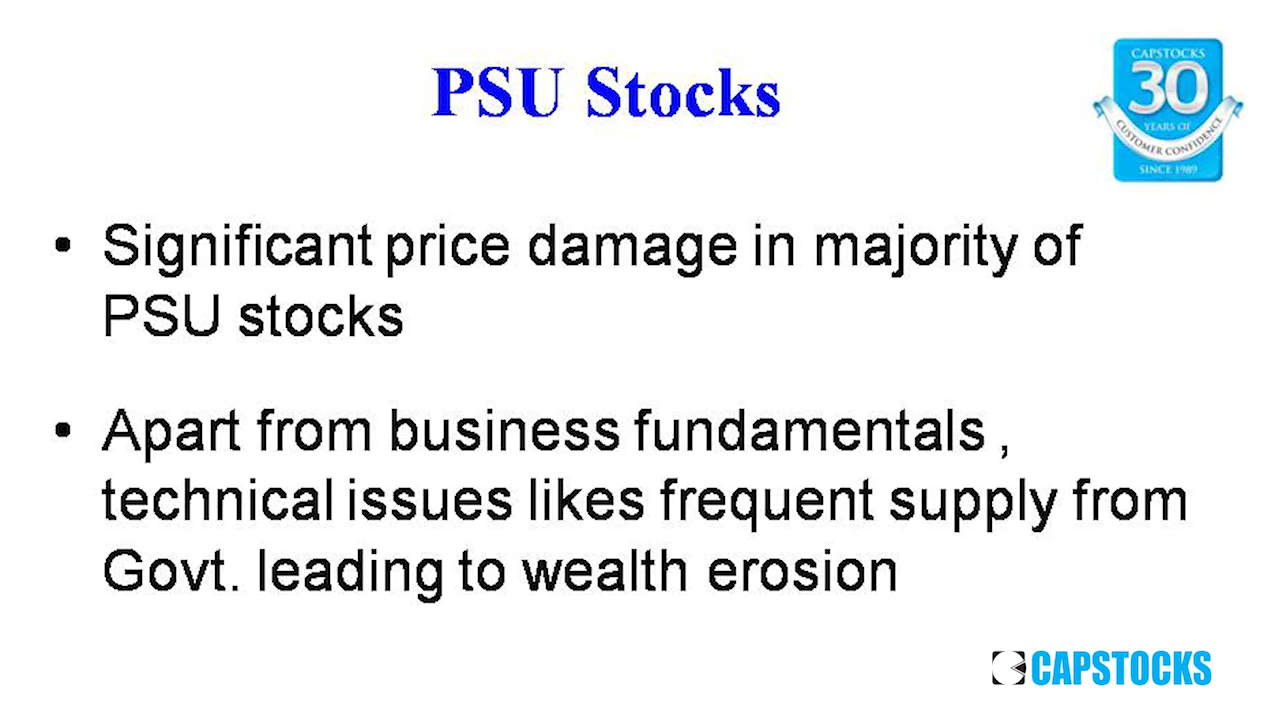 PSU Stocks
CAPSTOCKS
30
YEARS OF
CUSTOMER CONFIDENCE
SINCE 1989
• Significant price damage in majority of
PSU stocks
• Apart from business fundamentals ,
technical issues likes frequent supply from
Govt. leading to wealth erosion
CAPSTOCKS